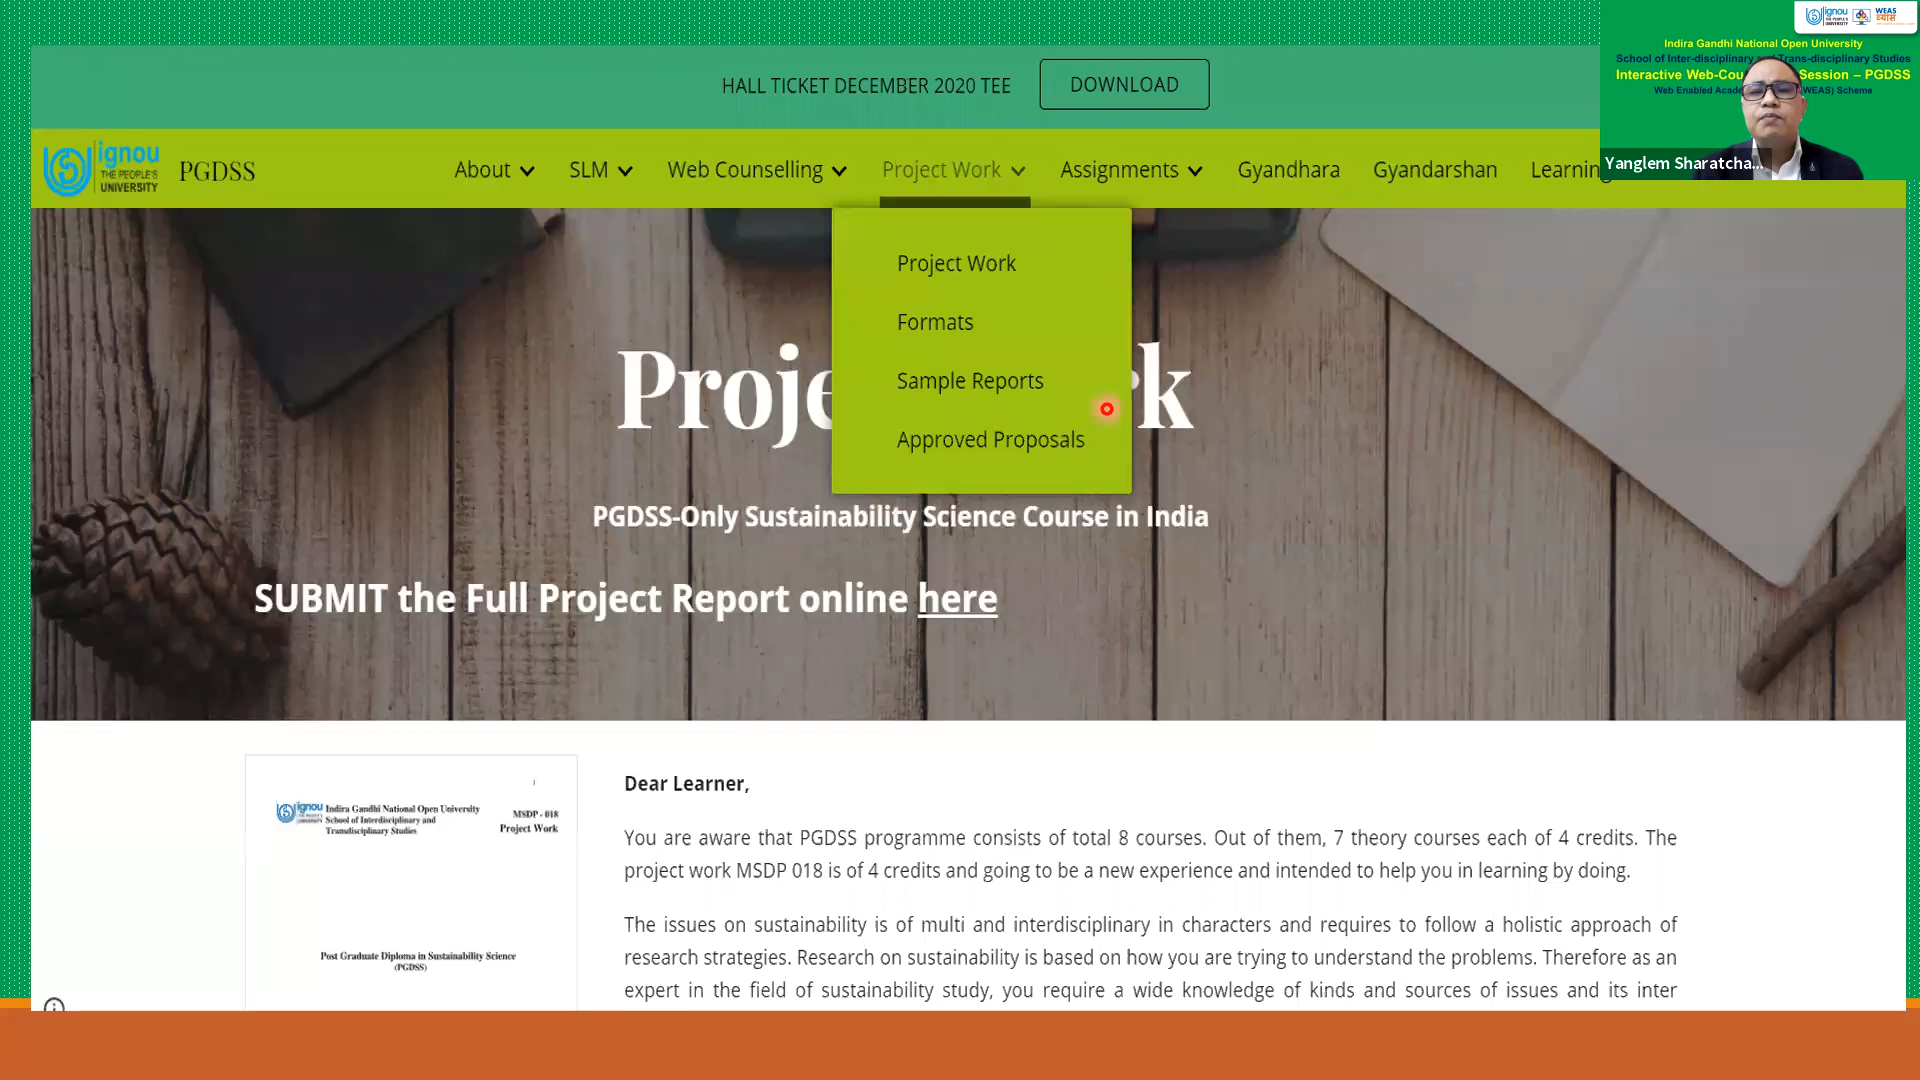 HALL TICKET DECEMBER 2020 TEE
DOWNLOAD
ignou
THE PEOPLE'S
UNIVERSITY
WEAS
Indira Gandhi National Open University
School of Inter-disciplinary and Trans-disciplinary Studies
Interactive Web-Cou Session – PGDSS
Web Enabled Acade (WEAS) Scheme
Yanglem Sharatcha...
ignou
THE PEOPLE'S
UNIVERSITY
PGDSS
About
SLM
Web Counselling
Project Work
Assignments
Gyandhara
Gyandarshan
Learning
Project Work
Formats
Sample Reports
Approved Proposals
Proje rk
PGDSS-Only Sustainability Science Course in India
SUBMIT the Full Project Report online here
ignou
Indira Gandhi National Open University
School of Interdisciplinary and
Transdisciplinary Studies
MSDP - 018
Project Work
Post Graduate Diploma in Sustainability Science
(PGDSS)
Dear Learner,
You are aware that PGDSS programme consists of total 8 courses. Out of them, 7 theory courses each of 4 credits. The
project work MSDP 018 is of 4 credits and going to be a new experience and intended to help you in learning by doing.
The issues on sustainability is of multi and interdisciplinary in characters and requires to follow a holistic approach of
research strategies. Research on sustainability is based on how you are trying to understand the problems. Therefore as an
expert in the field of sustainability study, you require a wide knowledge of kinds and sources of issues and its inter